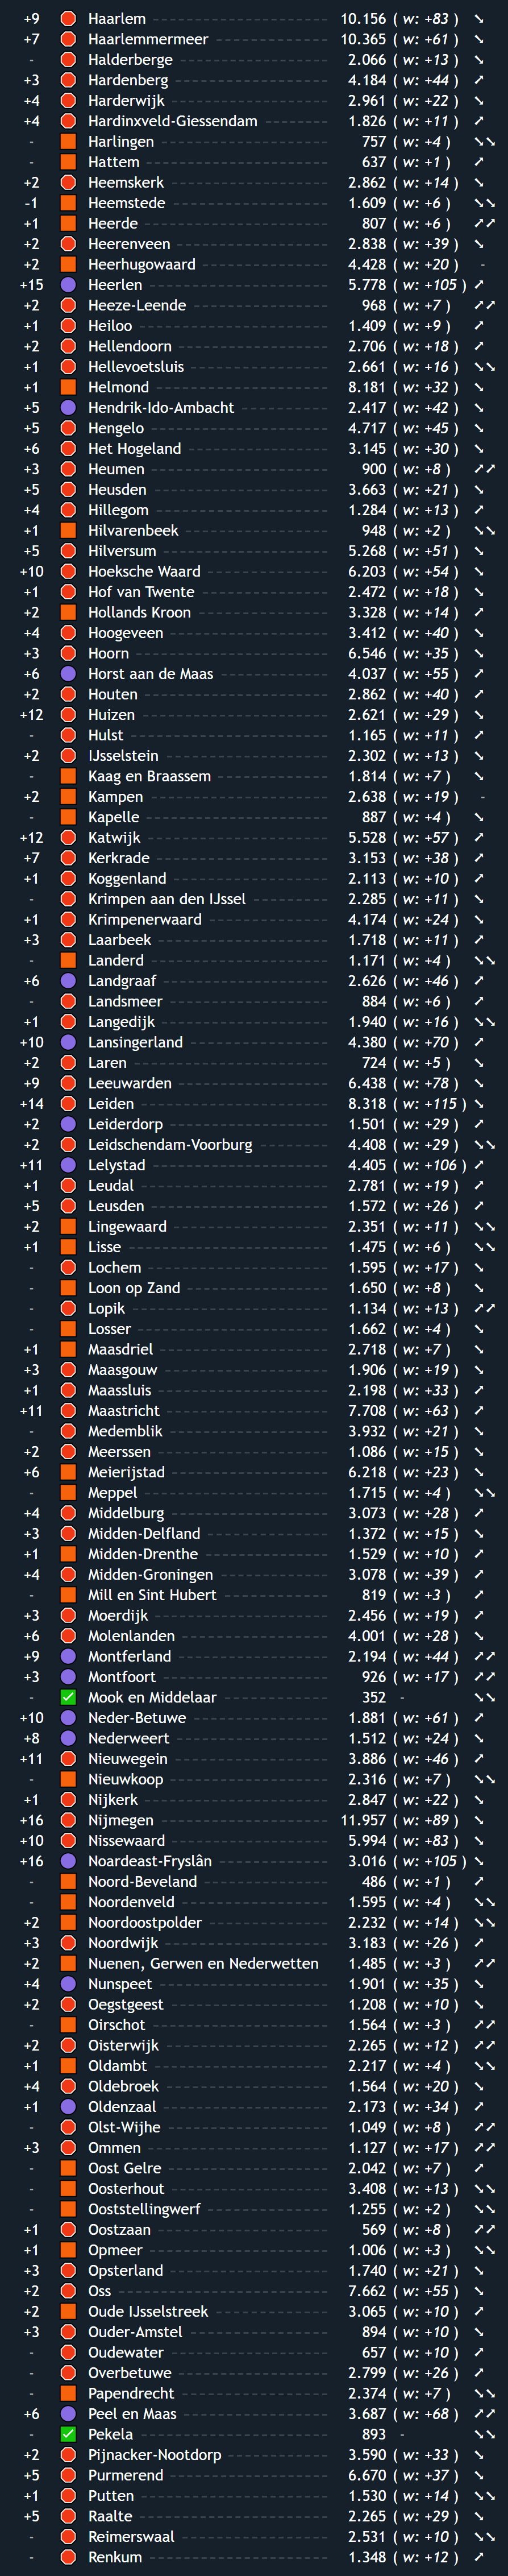 +9 Haarlem 10.156 ( w: +83 ) ➘
+7 Haarlemmermeer 10.365 ( w: +61 ) ➘
- Halderberge 2.066 ( w: +13 ) ➘
+3 Hardenberg 4.184 ( w: +44 ) ➚
+4 Harderwijk 2.961 ( w: +22 ) ➘
+4 Hardinxveld-Giessendam 1.826 ( w: +11 ) ➚
- Harlingen 757 ( w: +4 ) ➘➘
- Hattem 637 ( w: +1 ) ➚
+2 Heemskerk 2.862 ( w: +14 ) ➘
-1 Heemstede 1.609 ( w: +6 ) ➘➘
+1 Heerde 807 ( w: +6 ) ➚➚
+2 Heerenveen 2.838 ( w: +39 ) ➘
+2 Heerhugowaard 4.428 ( w: +20 ) -
+15 Heerlen 5.778 ( w: +105 ) ➚
+2 Heeze-Leende 968 ( w: +7 ) ➚➚
+1 Heiloo 1.409 ( w: +9 ) ➚
+2 Hellendoorn 2.706 ( w: +18 ) ➚
+1 Hellevoetsluis 2.661 ( w: +16 ) ➘➘
+1 Helmond 8.181 ( w: +32 ) ➘
+5 Hendrik-Ido-Ambacht 2.417 ( w: +42 ) ➘
+5 Hengelo 4.717 ( w: +45 ) ➘
+6 Het Hogeland 3.145 ( w: +30 ) ➘
+3 Heumen 900 ( w: +8 ) ➚➚
+5 Heusden 3.663 ( w: +21 ) ➘
+4 Hillegom 1.284 ( w: +13 ) ➚
+1 Hilvarenbeek 948 ( w: +2 ) ➘➘
+5 Hilversum 5.268 ( w: +51 ) ➘
+10 Hoeksche Waard 6.203 ( w: +54 ) ➘
+1 Hof van Twente 2.472 ( w: +18 ) ➘
+2 Hollands Kroon 3.328 ( w: +14 ) ➚
+4 Hoogeveen 3.412 ( w: +40 ) ➘
+3 Hoorn 6.546 ( w: +35 ) ➘
+6 Horst aan de Maas 4.037 ( w: +55 ) ➚
+2 Houten 2.862 ( w: +40 ) ➚
+12 Huizen 2.621 ( w: +29 ) ➘
- Hulst 1.165 ( w: +11 ) ➚
+2 IJsselstein 2.302 ( w: +13 ) ➘
- Kaag en Braassem 1.814 ( w: +7 ) ➘
+2 Kampen 2.638 ( w: +19 ) -
- Kapelle 887 ( w: +4 ) ➘
+12 Katwijk 5.528 ( w: +57 ) ➚
+7 Kerkrade 3.153 ( w: +38 ) ➚
+1 Koggenland 2.113 ( w: +10 ) ➚
- Krimpen aan den IJssel 2.285 ( w: +11 ) ➘
+1 Krimpenerwaard 4.174 ( w: +24 ) ➘
+3 Laarbeek 1.718 ( w: +11 ) ➚
- Landerd 1.171 ( w: +4 ) ➘➘
+6 Landgraaf 2.626 ( w: +46 ) ➚
- Landsmeer 884 ( w: +6 ) ➚
+1 Langedijk 1.940 ( w: +16 ) ➘➘
+10 Lansingerland 4.380 ( w: +70 ) ➚
+2 Laren 724 ( w: +5 ) ➘
+9 Leeuwarden 6.438 ( w: +78 ) ➘
+14 Leiden 8.318 ( w: +115 ) ➘
+2 Leiderdorp 1.501 ( w: +29 ) ➚
+2 Leidschendam-Voorburg 4.408 ( w: +29 ) ➘➘
+11 Lelystad 4.405 ( w: +106 ) ➚
+1 Leudal 2.781 ( w: +19 ) ➚
+5 Leusden 1.572 ( w: +26 ) ➚
+2 Lingewaard 2.351 ( w: +11 ) ➘➘
+1 Lisse 1.475 ( w: +6 ) ➘➘
- Lochem 1.595 ( w: +17 ) ➘
- Loon op Zand 1.650 ( w: +8 ) ➘
- Lopik 1.134 ( w: +13 ) ➚➚
- Losser 1.662 ( w: +4 ) ➘
+1 Maasdriel 2.718 ( w: +7 ) ➘
+3 Maasgouw 1.906 ( w: +19 ) ➘
+1 Maassluis 2.198 ( w: +33 ) ➚
+11 Maastricht 7.708 ( w: +63 ) ➚
- Medemblik 3.932 ( w: +21 ) ➘
+2 Meerssen 1.086 ( w: +15 ) ➘
+6 Meierijstad 6.218 ( w: +23 ) ➘
- Meppel 1.715 ( w: +4 ) ➘➘
+4 Middelburg 3.073 ( w: +28 ) ➚
+3 Midden-Delfland 1.372 ( w: +15 ) ➘
+1 Midden-Drenthe 1.529 ( w: +10 ) ➚
+4 Midden-Groningen 3.078 ( w: +39 ) ➚
- Mill en Sint Hubert 819 ( w: +3 ) ➚
+3 Moerdijk 2.456 ( w: +19 ) ➚
+6 Molenlanden 4.001 ( w: +28 ) ➘
+9 Montferland 2.194 ( w: +44 ) ➚➚
+3 Montfoort 926 ( w: +17 ) ➚➚
- Mook en Middelaar 352 - ➘➘
+10 Neder-Betuwe 1.881 ( w: +61 ) ➚
+8 Nederweert 1.512 ( w: +24 ) ➘
+11 Nieuwegein 3.886 ( w: +46 ) ➚
- Nieuwkoop 2.316 ( w: +7 ) ➘➘
+1 Nijkerk 2.847 ( w: +22 ) ➘
+16 Nijmegen 11.957 ( w: +89 ) ➘
+10 Nissewaard 5.994 ( w: +83 ) ➘
+16 Noardeast-Fryslân 3.016 ( w: +105 ) ➘
- Noord-Beveland 486 ( w: +1 ) ➚
- Noordenveld 1.595 ( w: +4 ) ➘➘
+2 Noordoostpolder 2.232 ( w: +14 ) ➘➘
+3 Noordwijk 3.183 ( w: +26 ) ➚
+2 Nuenen, Gerwen en Nederwetten 1.485 ( w: +3 ) ➚➚
+4 Nunspeet 1.901 ( w: +35 ) ➘
+2 Oegstgeest 1.208 ( w: +10 ) ➘
- Oirschot 1.564 ( w: +3 ) ➚➚
+2 Oisterwijk 2.265 ( w: +12 ) ➚➚
+1 Oldambt 2.217 ( w: +4 ) ➘➘
+4 Oldebroek 1.564 ( w: +20 ) ➘
+1 Oldenzaal 2.173 ( w: +34 ) ➚
- Olst-Wijhe 1.049 ( w: +8 ) ➚➚
+3 Ommen 1.127 ( w: +17 ) ➚➚
- Oost Gelre 2.042 ( w: +7 ) ➚
- Oosterhout 3.408 ( w: +13 ) ➘➘
- Ooststellingwerf 1.255 ( w: +2 ) ➘➘
+1 Oostzaan 569 ( w: +8 ) ➚➚
+1 Opmeer 1.006 ( w: +3 ) ➘➘
+3 Opsterland 1.740 ( w: +21 ) ➘
+2 Oss 7.662 ( w: +55 ) ➘
+2 Oude IJsselstreek 3.065 ( w: +10 ) ➚
+3 Ouder-Amstel 894 ( w: +10 ) ➘
- Oudewater 657 ( w: +10 ) ➚
- Overbetuwe 2.799 ( w: +26 ) ➚
- Papendrecht 2.374 ( w: +7 ) ➘➘
+6 Peel en Maas 3.687 ( w: +68 ) ➚➚
- Pekela 893 - ➘➘
+2 Pijnacker-Nootdorp 3.590 ( w: +33 ) ➘
+5 Purmerend 6.670 ( w: +37 ) ➘
+1 Putten 1.530 ( w: +14 ) ➘➘
+5 Raalte 2.265 ( w: +29 ) ➘
- Reimerswaal 2.531 ( w: +10 ) ➘➘
- Renkum 1.348 ( w: +12 ) ➚